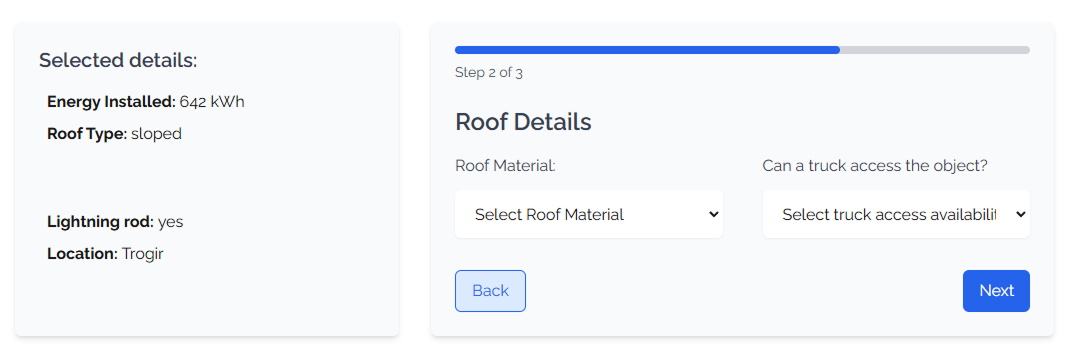 Selected details:
Energy Installed: 642 kWh
Roof Type: sloped
Lightning rod: yes
Location: Trogir
Step 2 of 3
Roof Details
Roof Material:
Can a truck access the object?
Select Roof Material
Select truck access availabilit
Back
Next